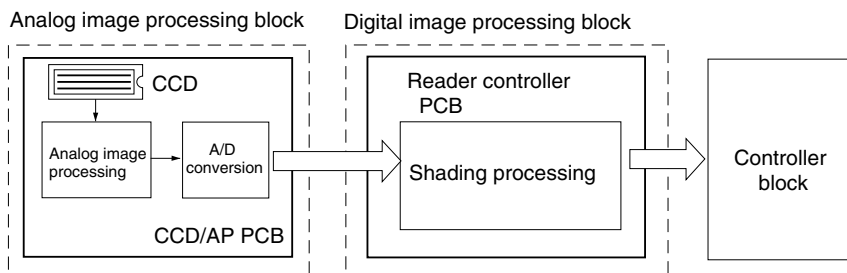 Analog image processing block
Digital image processing block
CCD
Analog image
processing
A/D
conversion
CCD/AP PCB
Reader controller
PCB
Shading processing
Controller
block